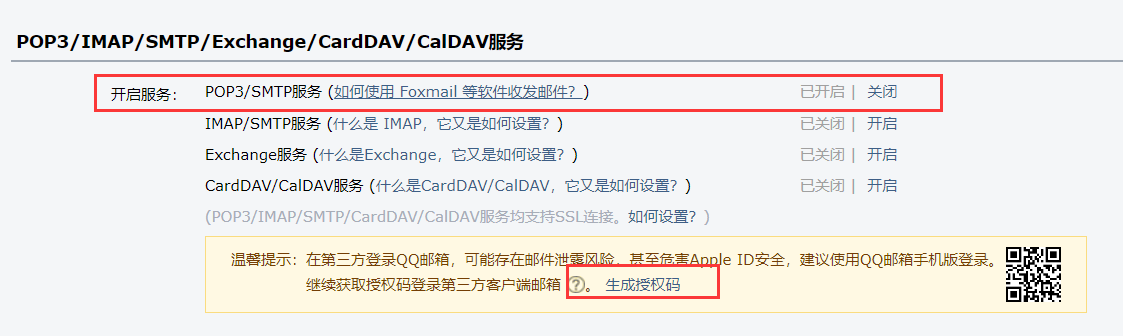 POP3/IMAP/SMTP/Exchange/CardDAV/CalDAV服务
开启服务： POP3/SMTP服务 (如何使用 Foxmail 等软件收发邮件？) 已开启 | 关闭
IMAP/SMTP服务 (什么是 IMAP，它又是如何设置？) 已关闭 | 开启
Exchange服务 (什么是Exchange，它又是如何设置？) 已关闭 | 开启
CardDAV/CalDAV服务 (什么是CardDAV/CalDAV，它又是如何设置？) 已关闭 | 开启
(POP3/IMAP/SMTP/CardDAV/CalDAV服务均支持SSL连接。如何设置？)
温馨提示：在第三方登录QQ邮箱，可能存在邮件泄露风险，甚至危害Apple ID安全，建议使用QQ邮箱手机版登录。
继续获取授权码登录第三方客户端邮箱 ? 。 生成授权码